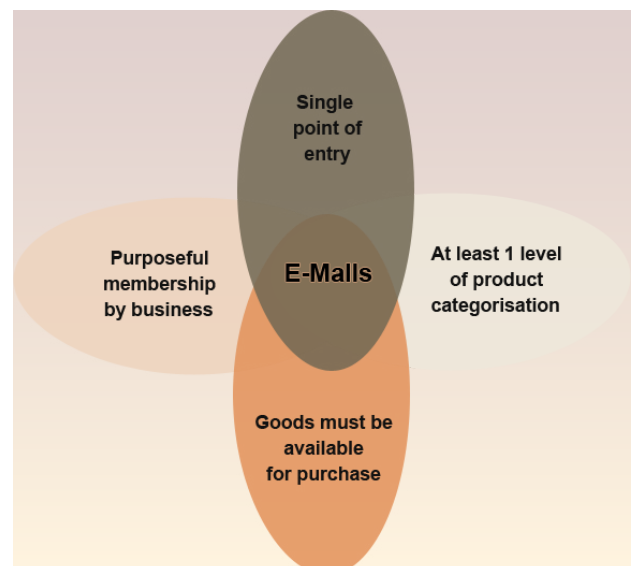 Single
point of
entry
Purposeful
membership
by business
E-Malls
At least 1 level
of product
categorisation
Goods must be
available
for purchase